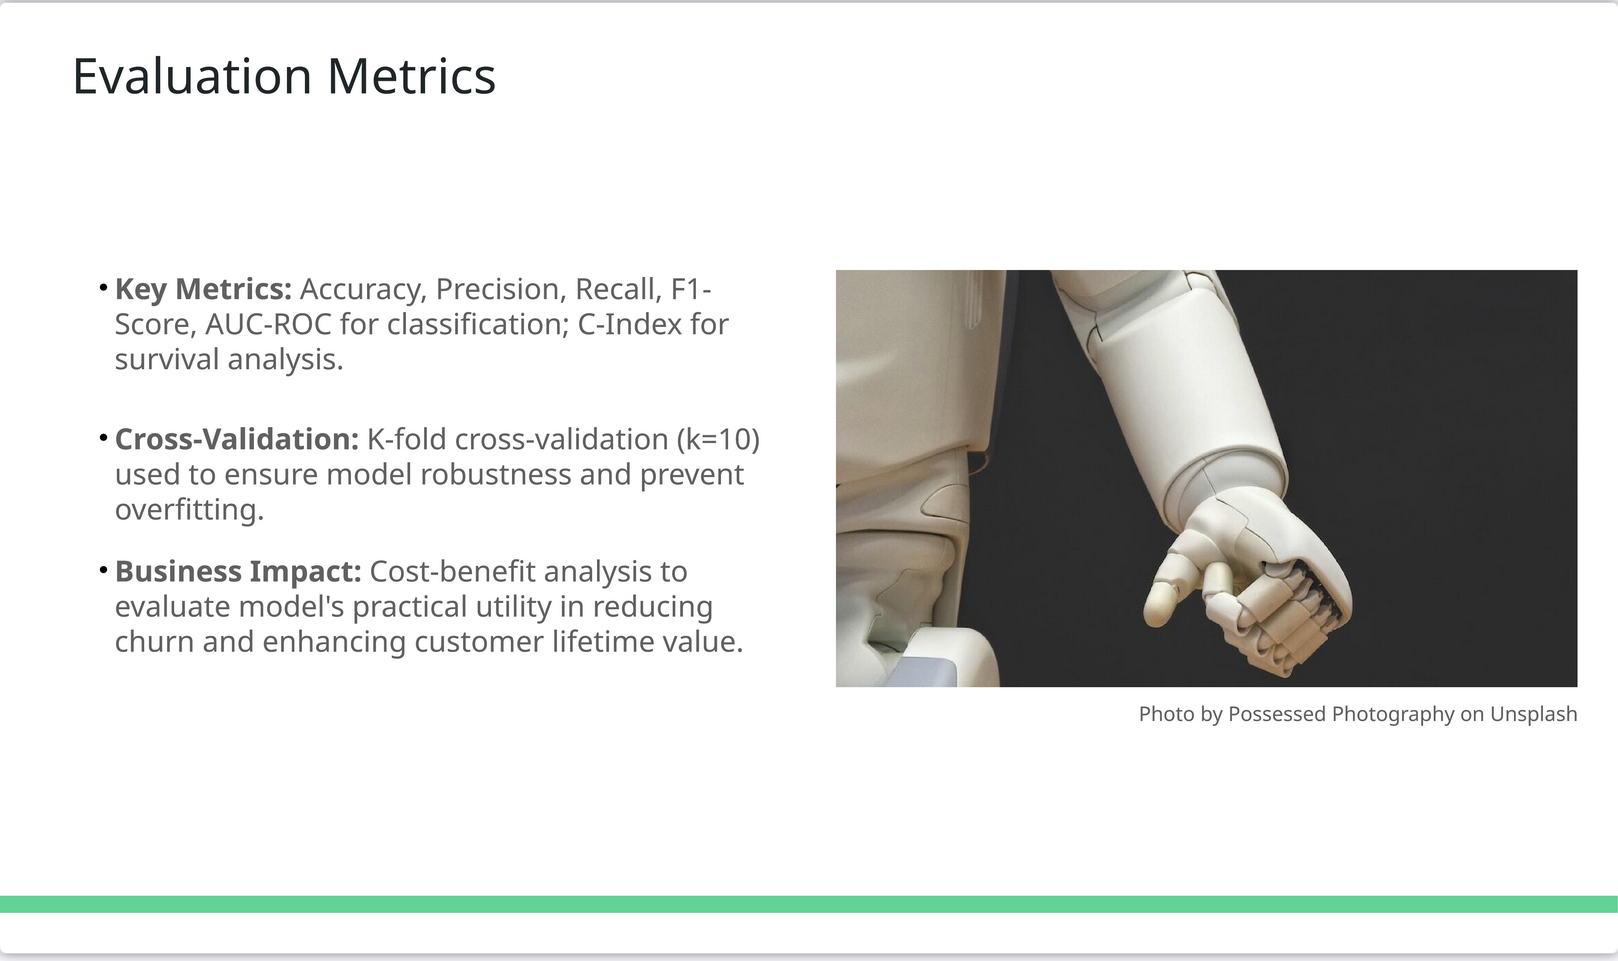 Evaluation Metrics
• Key Metrics: Accuracy, Precision, Recall, F1-
Score, AUC-ROC for classification; C-Index for
survival analysis.
• Cross-Validation: K-fold cross-validation (k=10)
used to ensure model robustness and prevent
overfitting.
• Business Impact: Cost-benefit analysis to
evaluate model's practical utility in reducing
churn and enhancing customer lifetime value.
Photo by Possessed Photography on Unsplash